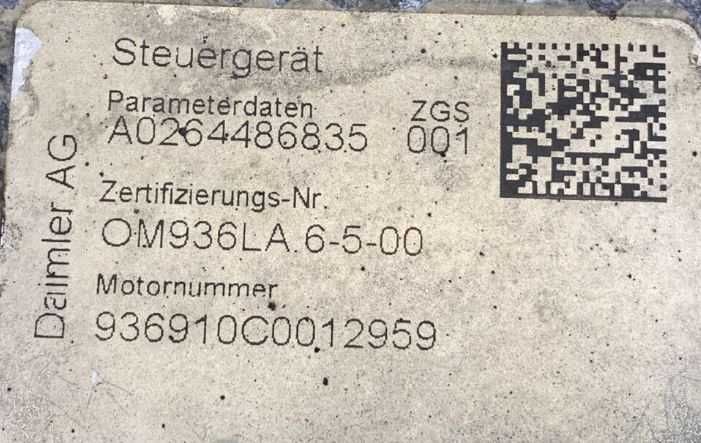 Steuergerät
Parameterdaten ZGS
A0264486835 001
Zertifizierungs-Nr.
OM936LA.6-5-00
Motornummer
936910C0012959
Daimler AG